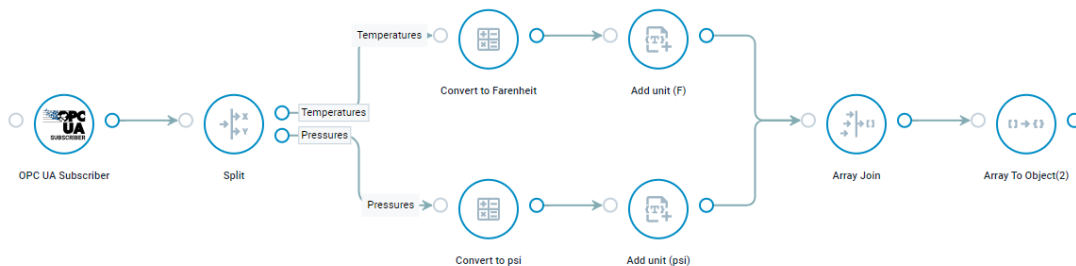 Temperatures
Convert to Farenheit
Add unit (F)
OPC
UA
SUBSCRIBER
OPC UA Subscriber
X
Y
Split
Temperatures
Pressures
Array Join
Array To Object(2)
Pressures
Convert to psi
{T}
Add unit (psi)
{T}
[]
[] → {}